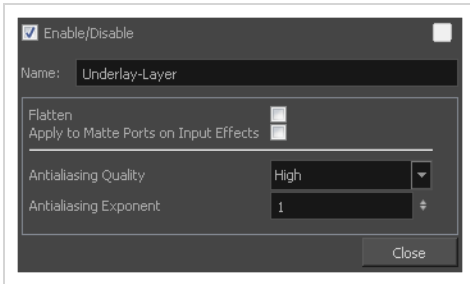 Enable/Disable
Name: Underlay-Layer
Flatten
Apply to Matte Ports on Input Effects
Antialiasing Quality High
Antialiasing Exponent 1
Close